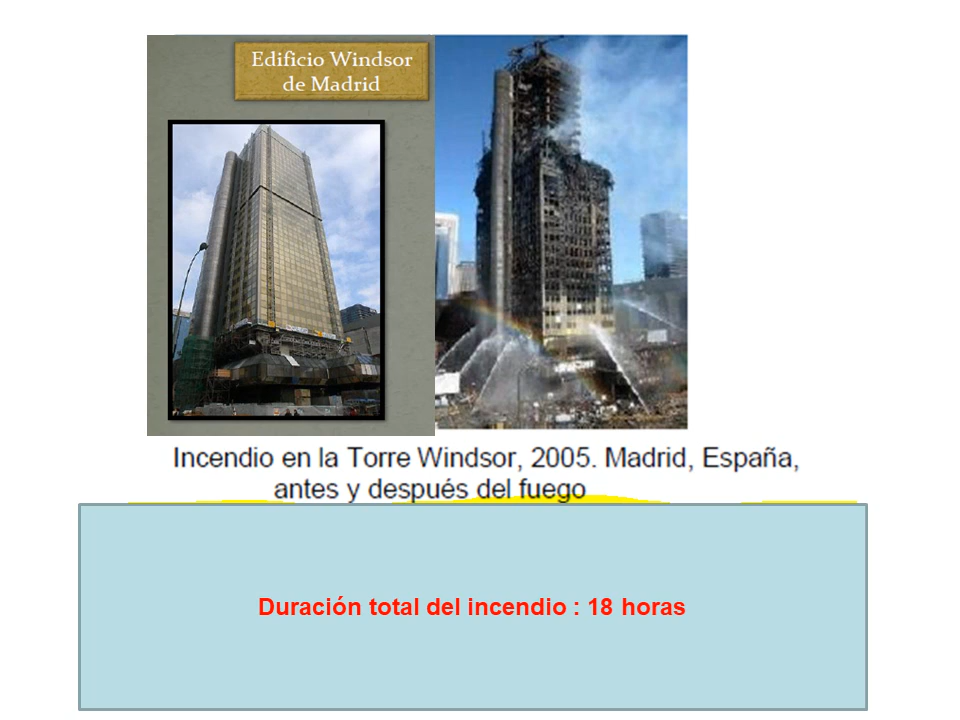 Edificio Windsor
de Madrid
Incendio en la Torre Windsor, 2005. Madrid, España,
antes y después del fuego
Duración total del incendio : 18 horas